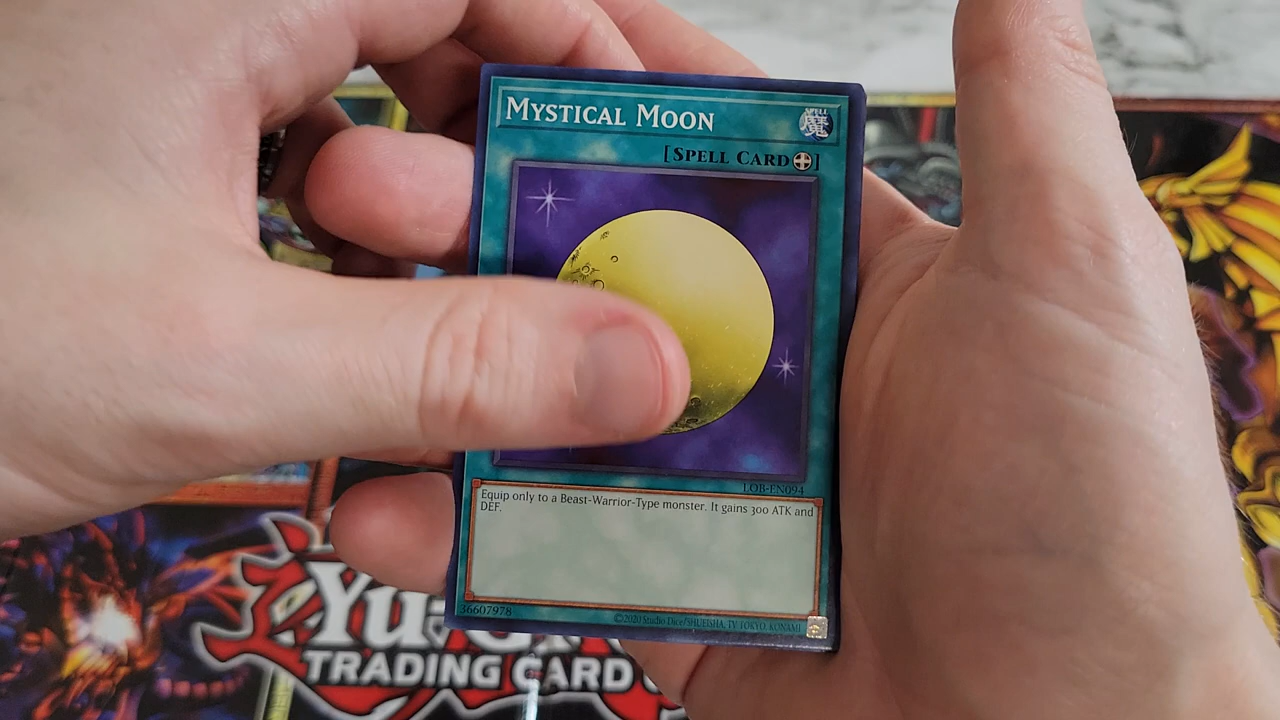 MYSTICAL MOON
SPELL
魔
[SPELL CARD]
LOB-EN094
Equip only to a Beast-Warrior-Type monster. It gains 300 ATK and
DEF.
36607978
©2020 Studio Dice/SHUEISHA, TV TOKYO, KONAMI
TRADING CARD